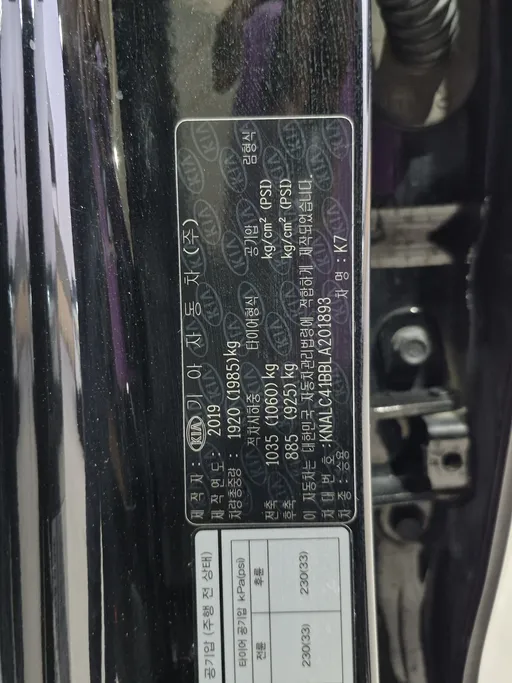 제작자 : KIA 기 아 자 동 차 (주)
제작연도 : 2019
차량총중량 : 1920 (1985)kg
적차시하중 타이어형식 공기압 림형식
전축 1035 (1060) kg kg/cm² (PSI)
후축 885 (925) kg kg/cm² (PSI)
이 자동차는 대한민국 자동차관리법령에 적합하게 제작되었습니다.
차대번호 : KNALC41BBLA201893
차종 : 승용 차명 : K7
공기압 (주행 전 상태)
타이어 공기압 kPa(psi)
전륜 후륜
230(33) 230(33)